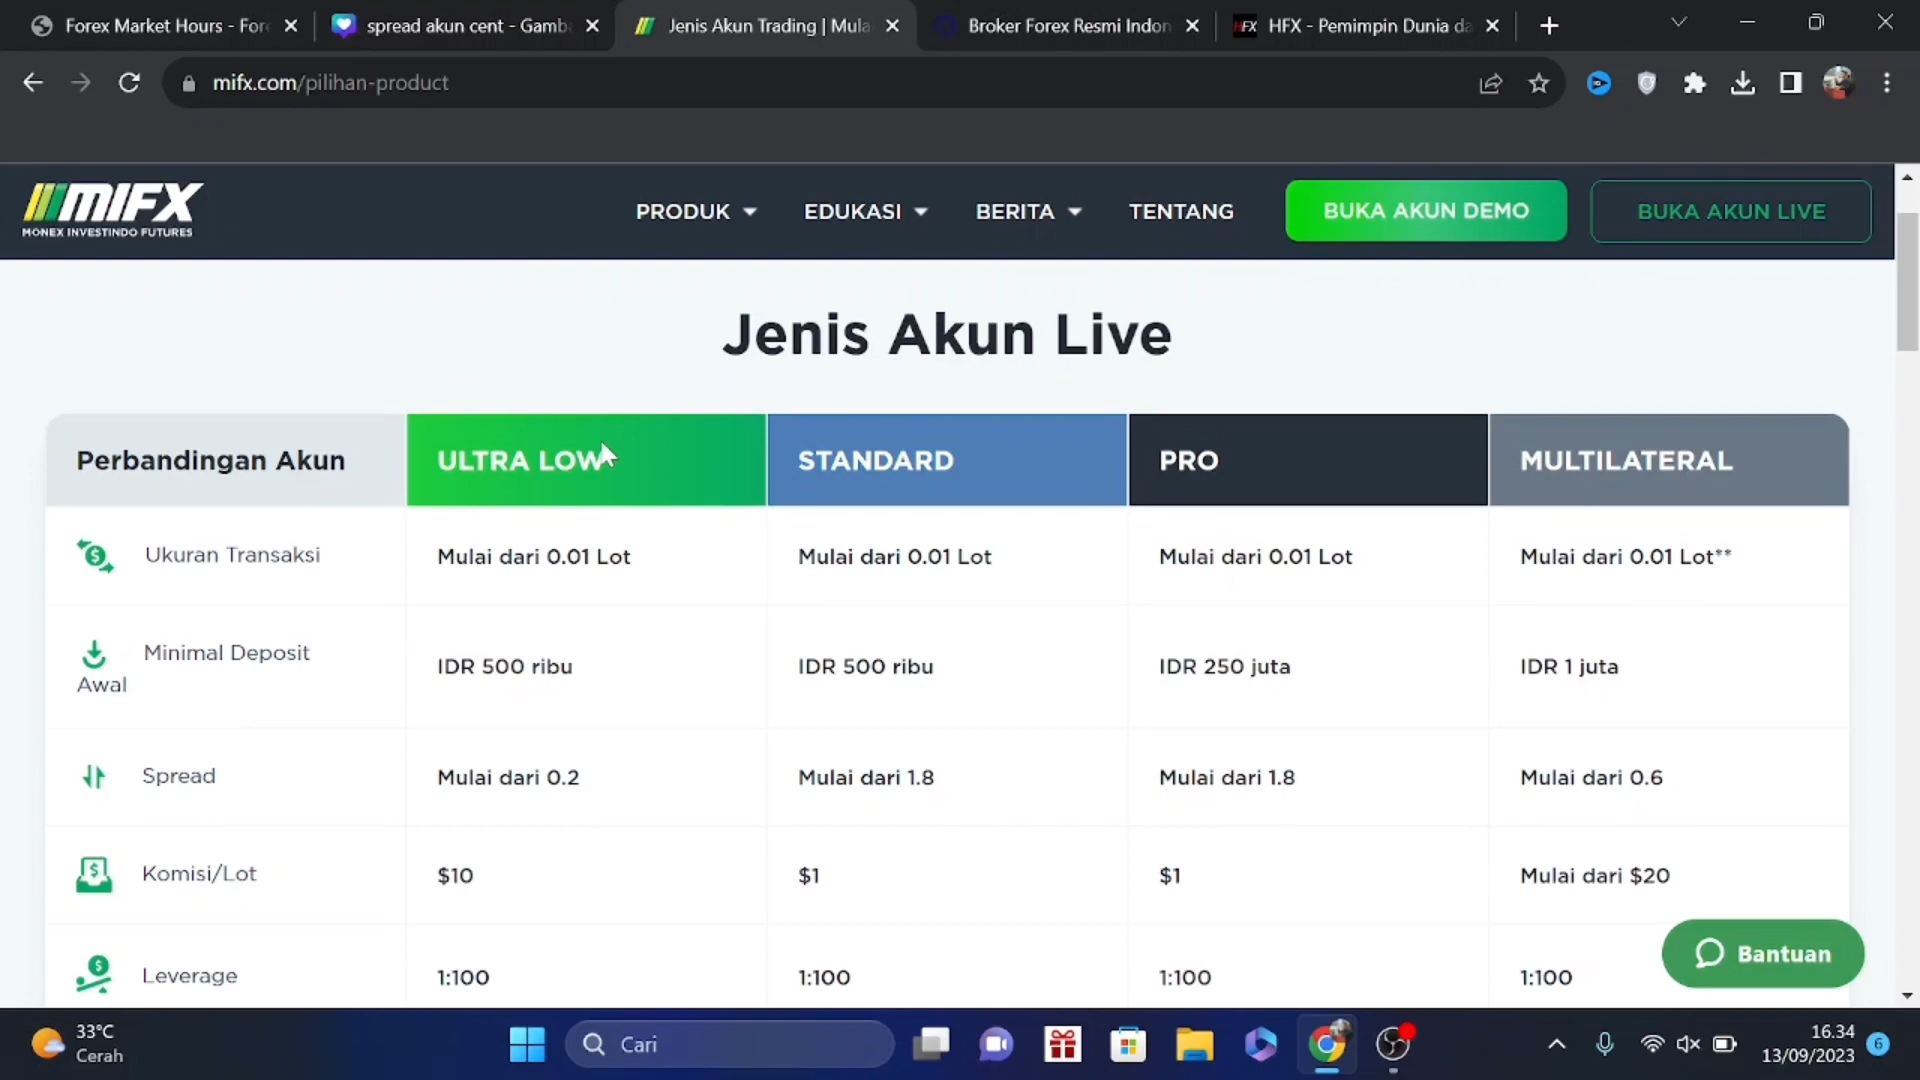 Forex Market Hours - For
spread akun cent - Gamb
Jenis Akun Trading | Mula
Broker Forex Resmi Indon
HFX - Pemimpin Dunia da
mifx.com/pilihan-product
MIFX
MONEX INVESTINDO FUTURES
PRODUK
EDUKASI
BERITA
TENTANG
BUKA AKUN DEMO
BUKA AKUN LIVE
Jenis Akun Live
Perbandingan Akun
ULTRA LOW
STANDARD
PRO
MULTILATERAL
Ukuran Transaksi
Mulai dari 0.01 Lot
Mulai dari 0.01 Lot
Mulai dari 0.01 Lot
Mulai dari 0.01 Lot**
Minimal Deposit
Awal
IDR 500 ribu
IDR 500 ribu
IDR 250 juta
IDR 1 juta
Spread
Mulai dari 0.2
Mulai dari 1.8
Mulai dari 1.8
Mulai dari 0.6
Komisi/Lot
$10
$1
$1
Mulai dari $20
Leverage
1:100
1:100
1:100
1:100
Bantuan
33°C
Cerah
Cari
16.34
13/09/2023
6